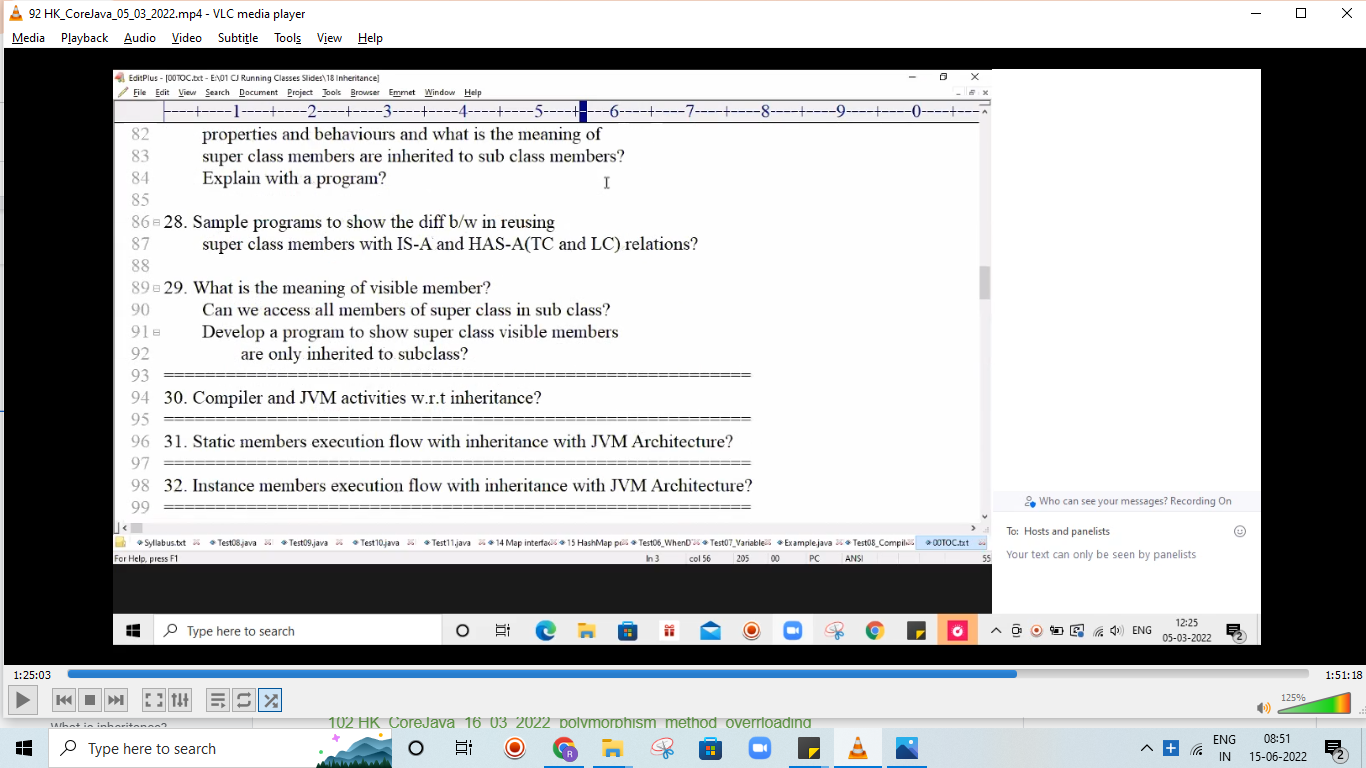 92 HK_CoreJava_05_03_2022.mp4 - VLC media player
Media Playback Audio Video Subtitle Tools View Help
EditPlus - [00TOC.txt - E:\01 CJ Running Classes Slides\18 Inheritance]
File Edit View Search Document Project Tools Browser Emmet Window Help
----+----1----+----2----+----3----+----4----+----5----+----6----+----7----+----8----+----9----+----0----+---
82 properties and behaviours and what is the meaning of
83 super class members are inherited to sub class members?
84 Explain with a program?
85
86 28. Sample programs to show the diff b/w in reusing
87 super class members with IS-A and HAS-A(TC and LC) relations?
88
89 29. What is the meaning of visible member?
90 Can we access all members of super class in sub class?
91 Develop a program to show super class visible members
92 are only inherited to subclass?
93 =========================================================
94 30. Compiler and JVM activities w.r.t inheritance?
95 =========================================================
96 31. Static members execution flow with inheritance with JVM Architecture?
97 =========================================================
98 32. Instance members execution flow with inheritance with JVM Architecture?
99 =========================================================
Syllabus.txt Test08.java Test09.java Test10.java Test11.java 14 Map interfac 15 HashMap p Test06_WhenD Test07_Variable Example.java Test08_Compil 00TOC.txt
For Help, press F1 ln 3 col 56 205 00 PC ANSI 55
Who can see your messages? Recording On
To: Hosts and panelists
Your text can only be seen by panelists
Type here to search
ENG
12:25
05-03-2022
2
1:25:03
1:51:18
125%
What is inheritance?
102 HK_CoreJava_16_03_2022_polymorphism_method_overloading
Type here to search
R
ENG
IN
08:51
15-06-2022
2